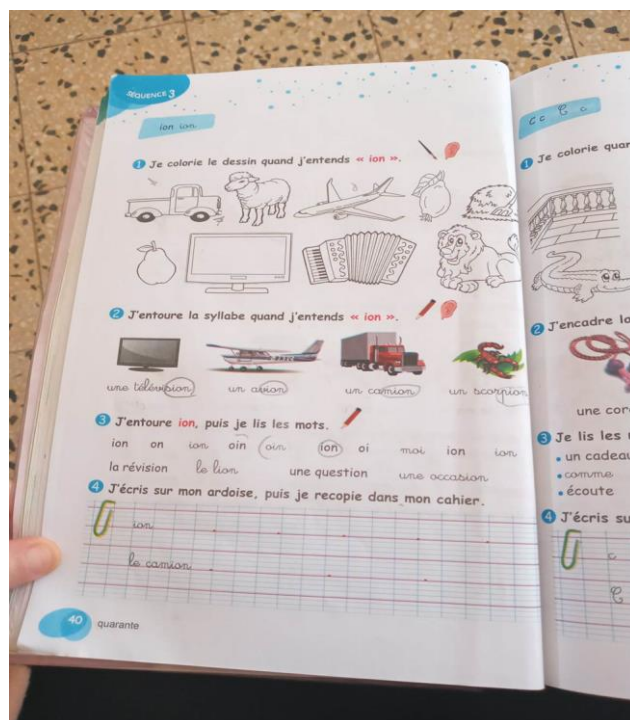 SÉQUENCE 3
ion ion
1 Je colorie le dessin quand j'entends « ion ».
2 J'entoure la syllabe quand j'entends « ion ».
une télévision
un avion
un camion
un scorpion
3 J'entoure ion, puis je lis les mots.
ion on ion oin oin ion oi moi ion ion
la révision le lion une question une occasion
4 J'écris sur mon ardoise, puis je recopie dans mon cahier.
ion
le camion
40 quarante
C c C c
1 Je colorie quan
2 J'encadre la
une cor
3 Je lis les
• un cadeau
• comme
• écoute
4 J'écris su
c
C